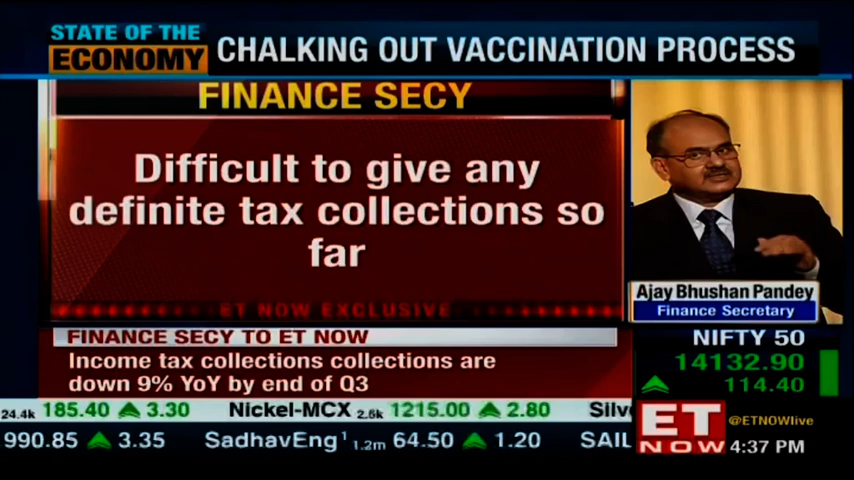 STATE OF THE
ECONOMY
CHALKING OUT VACCINATION PROCESS
FINANCE SECY
Difficult to give any
definite tax collections so
far
ET NOW EXCLUSIVE
Ajay Bhushan Pandey
Finance Secretary
FINANCE SECY TO ET NOW
Income tax collections collections are
down 9% YoY by end of Q3
NIFTY 50
14132.90
114.40
24.4k 185.40 3.30 Nickel-MCX 2.5k 1215.00 2.80 Silv
990.85 3.35 SadhavEng 1 1.2m 64.50 1.20 SAIL
ET
NOW
@ETNOWlive
4:37 PM